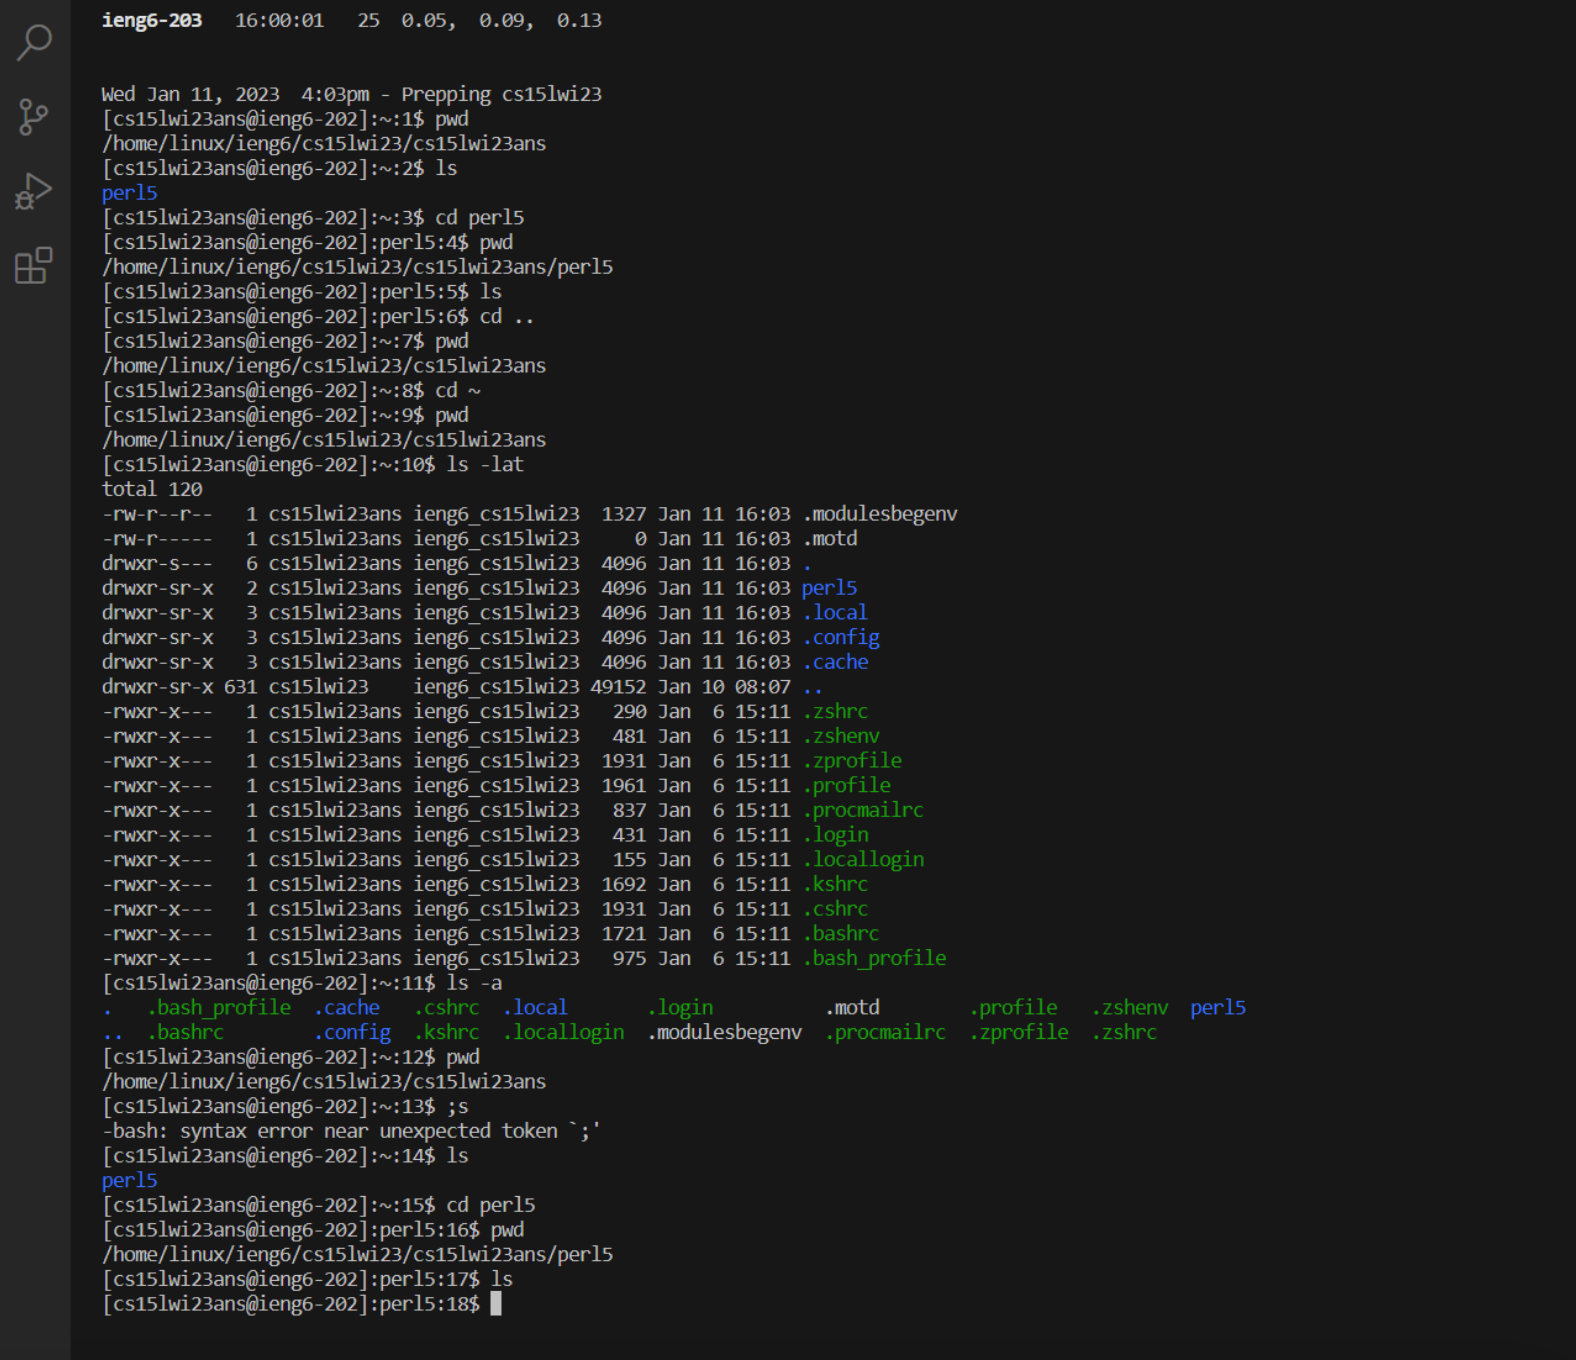 ieng6-203   16:00:01   25  0.05,  0.09,  0.13
Wed Jan 11, 2023  4:03pm - Prepping cs15lwi23
[cs15lwi23ans@ieng6-202]:~:1$ pwd
/home/linux/ieng6/cs15lwi23/cs15lwi23ans
[cs15lwi23ans@ieng6-202]:~:2$ ls
perl5
[cs15lwi23ans@ieng6-202]:~:3$ cd perl5
[cs15lwi23ans@ieng6-202]:perl5:4$ pwd
/home/linux/ieng6/cs15lwi23/cs15lwi23ans/perl5
[cs15lwi23ans@ieng6-202]:perl5:5$ ls
[cs15lwi23ans@ieng6-202]:perl5:6$ cd ..
[cs15lwi23ans@ieng6-202]:~:7$ pwd
/home/linux/ieng6/cs15lwi23/cs15lwi23ans
[cs15lwi23ans@ieng6-202]:~:8$ cd ~
[cs15lwi23ans@ieng6-202]:~:9$ pwd
/home/linux/ieng6/cs15lwi23/cs15lwi23ans
[cs15lwi23ans@ieng6-202]:~:10$ ls -lat
total 120
-rw-r--r--   1 cs15lwi23ans ieng6_cs15lwi23  1327 Jan 11 16:03 .modulesbegenv
-rw-r-----   1 cs15lwi23ans ieng6_cs15lwi23     0 Jan 11 16:03 .motd
drwxr-s---   6 cs15lwi23ans ieng6_cs15lwi23  4096 Jan 11 16:03 .
drwxr-sr-x   2 cs15lwi23ans ieng6_cs15lwi23  4096 Jan 11 16:03 perl5
drwxr-sr-x   3 cs15lwi23ans ieng6_cs15lwi23  4096 Jan 11 16:03 .local
drwxr-sr-x   3 cs15lwi23ans ieng6_cs15lwi23  4096 Jan 11 16:03 .config
drwxr-sr-x   3 cs15lwi23ans ieng6_cs15lwi23  4096 Jan 11 16:03 .cache
drwxr-sr-x 631 cs15lwi23    ieng6_cs15lwi23 49152 Jan 10 08:07 ..
-rwxr-x---   1 cs15lwi23ans ieng6_cs15lwi23   290 Jan  6 15:11 .zshrc
-rwxr-x---   1 cs15lwi23ans ieng6_cs15lwi23   481 Jan  6 15:11 .zshenv
-rwxr-x---   1 cs15lwi23ans ieng6_cs15lwi23  1931 Jan  6 15:11 .zprofile
-rwxr-x---   1 cs15lwi23ans ieng6_cs15lwi23  1961 Jan  6 15:11 .profile
-rwxr-x---   1 cs15lwi23ans ieng6_cs15lwi23   837 Jan  6 15:11 .procmailrc
-rwxr-x---   1 cs15lwi23ans ieng6_cs15lwi23   431 Jan  6 15:11 .login
-rwxr-x---   1 cs15lwi23ans ieng6_cs15lwi23   155 Jan  6 15:11 .locallogin
-rwxr-x---   1 cs15lwi23ans ieng6_cs15lwi23  1692 Jan  6 15:11 .kshrc
-rwxr-x---   1 cs15lwi23ans ieng6_cs15lwi23  1931 Jan  6 15:11 .cshrc
-rwxr-x---   1 cs15lwi23ans ieng6_cs15lwi23  1721 Jan  6 15:11 .bashrc
-rwxr-x---   1 cs15lwi23ans ieng6_cs15lwi23   975 Jan  6 15:11 .bash_profile
[cs15lwi23ans@ieng6-202]:~:11$ ls -a
.   .bash_profile  .cache   .cshrc  .local       .login          .motd        .profile   .zshenv  perl5
..  .bashrc        .config  .kshrc  .locallogin  .modulesbegenv  .procmailrc  .zprofile  .zshrc
[cs15lwi23ans@ieng6-202]:~:12$ pwd
/home/linux/ieng6/cs15lwi23/cs15lwi23ans
[cs15lwi23ans@ieng6-202]:~:13$ ;s
-bash: syntax error near unexpected token `;'
[cs15lwi23ans@ieng6-202]:~:14$ ls
perl5
[cs15lwi23ans@ieng6-202]:~:15$ cd perl5
[cs15lwi23ans@ieng6-202]:perl5:16$ pwd
/home/linux/ieng6/cs15lwi23/cs15lwi23ans/perl5
[cs15lwi23ans@ieng6-202]:perl5:17$ ls
[cs15lwi23ans@ieng6-202]:perl5:18$